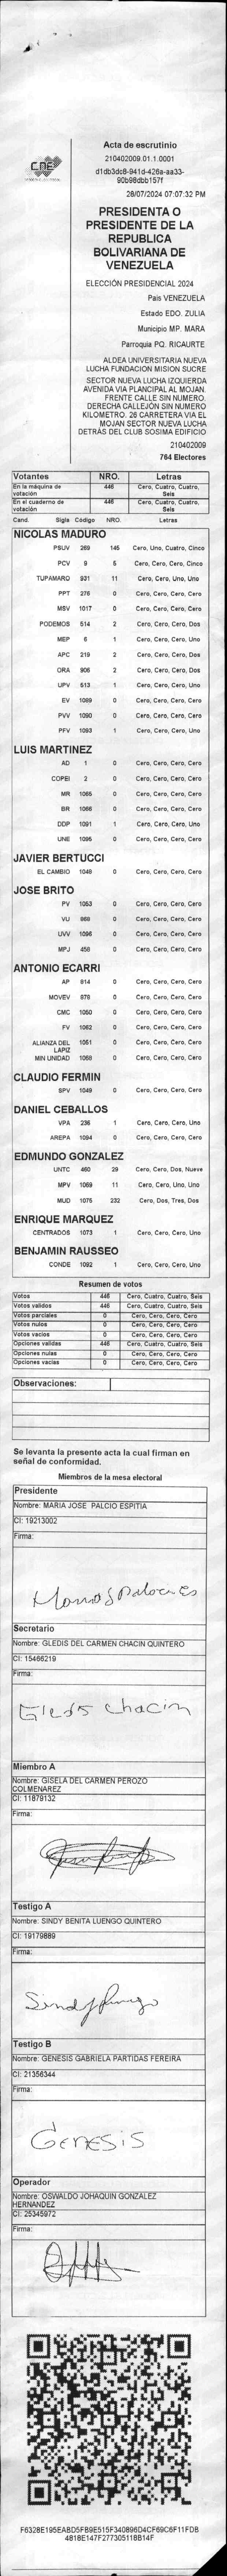 CNE
Acta de escrutinio
210402009.01.1.0001
d1db3dc8-941d-426a-aa33-
90b98dbb157f
28/07/2024 07:07:32 PM
PRESIDENTA O
PRESIDENTE DE LA
REPUBLICA
BOLIVARIANA DE
VENEZUELA
ELECCIÓN PRESIDENCIAL 2024
Pais VENEZUELA
Estado EDO. ZULIA
Municipio MP. MARA
Parroquia PQ. RICAURTE
ALDEA UNIVERSITARIA NUEVA
LUCHA FUNDACION MISION SUCRE
SECTOR NUEVA LUCHA IZQUIERDA
AVENIDA VIA PLANCIPAL AL MOJAN.
FRENTE CALLE SIN NUMERO.
DERECHA CALLEJÓN SIN NUMERO
KILOMETRO. 26 CARRETERA VIA EL
MOJAN SECTOR NUEVA LUCHA
DETRÁS DEL CLUB SOSIMA EDIFICIO
210402009
764 Electores
Votantes NRO. Letras
En la máquina de votación 446 Cero, Cuatro, Cuatro, Seis
En el cuaderno de votación 446 Cero, Cuatro, Cuatro, Seis
Cand. Sigla Código NRO. Letras
NICOLAS MADURO
PSUV 269 145 Cero, Uno, Cuatro, Cinco
PCV 9 5 Cero, Cero, Cero, Cinco
TUPAMARO 931 11 Cero, Cero, Uno, Uno
PPT 276 0 Cero, Cero, Cero, Cero
MSV 1017 0 Cero, Cero, Cero, Cero
PODEMOS 514 2 Cero, Cero, Cero, Dos
MEP 6 1 Cero, Cero, Cero, Uno
APC 219 2 Cero, Cero, Cero, Dos
ORA 906 2 Cero, Cero, Cero, Dos
UPV 513 1 Cero, Cero, Cero, Uno
EV 1089 0 Cero, Cero, Cero, Cero
PVV 1090 0 Cero, Cero, Cero, Cero
PFV 1093 1 Cero, Cero, Cero, Uno
LUIS MARTINEZ
AD 1 0 Cero, Cero, Cero, Cero
COPEI 2 0 Cero, Cero, Cero, Cero
MR 1065 0 Cero, Cero, Cero, Cero
BR 1066 0 Cero, Cero, Cero, Cero
DDP 1091 1 Cero, Cero, Cero, Uno
UNE 1095 0 Cero, Cero, Cero, Cero
JAVIER BERTUCCI
EL CAMBIO 1048 0 Cero, Cero, Cero, Cero
JOSE BRITO
PV 1053 0 Cero, Cero, Cero, Cero
VU 868 0 Cero, Cero, Cero, Cero
UVV 1096 0 Cero, Cero, Cero, Cero
MPJ 458 0 Cero, Cero, Cero, Cero
ANTONIO ECARRI
AP 814 0 Cero, Cero, Cero, Cero
MOVEV 878 0 Cero, Cero, Cero, Cero
CMC 1050 0 Cero, Cero, Cero, Cero
FV 1062 0 Cero, Cero, Cero, Cero
ALIANZA DEL LAPIZ 1051 0 Cero, Cero, Cero, Cero
MIN UNIDAD 1058 0 Cero, Cero, Cero, Cero
CLAUDIO FERMIN
SPV 1049 0 Cero, Cero, Cero, Cero
DANIEL CEBALLOS
VPA 236 1 Cero, Cero, Cero, Uno
AREPA 1094 0 Cero, Cero, Cero, Cero
EDMUNDO GONZALEZ
UNTC 460 29 Cero, Cero, Dos, Nueve
MPV 1059 11 Cero, Cero, Uno, Uno
MUD 1075 232 Cero, Dos, Tres, Dos
ENRIQUE MARQUEZ
CENTRADOS 1073 1 Cero, Cero, Cero, Uno
BENJAMIN RAUSSEO
CONDE 1092 1 Cero, Cero, Cero, Uno
Resumen de votos
Votos 446 Cero, Cuatro, Cuatro, Seis
Votos validos 446 Cero, Cuatro, Cuatro, Seis
Votos parciales 0 Cero, Cero, Cero, Cero
Votos nulos 0 Cero, Cero, Cero, Cero
Votos vacios 0 Cero, Cero, Cero, Cero
Opciones validas 446 Cero, Cuatro, Cuatro, Seis
Opciones nulas 0 Cero, Cero, Cero, Cero
Opciones vacias 0 Cero, Cero, Cero, Cero
Observaciones:
Se levanta la presente acta la cual firman en
señal de conformidad.
Miembros de la mesa electoral
Presidente
Nombre: MARIA JOSE PALCIO ESPITIA
CI: 19213002
Firma:
Secretario
Nombre: GLEDIS DEL CARMEN CHACIN QUINTERO
CI: 15466219
Firma:
Gledis chacin
Miembro A
Nombre: GISELA DEL CARMEN PEROZO
COLMENAREZ
CI: 11879132
Firma:
Testigo A
Nombre: SINDY BENITA LUENGO QUINTERO
CI: 19179889
Firma:
Testigo B
Nombre: GENESIS GABRIELA PARTIDAS FEREIRA
CI: 21356344
Firma:
GENESIS
Operador
Nombre: OSWALDO JOHAQUIN GONZALEZ
HERNANDEZ
CI: 25345972
Firma:
F6328E195EABD5FB9E515F340896D4CF69C6F11FDB
4818E147F277305118B14F